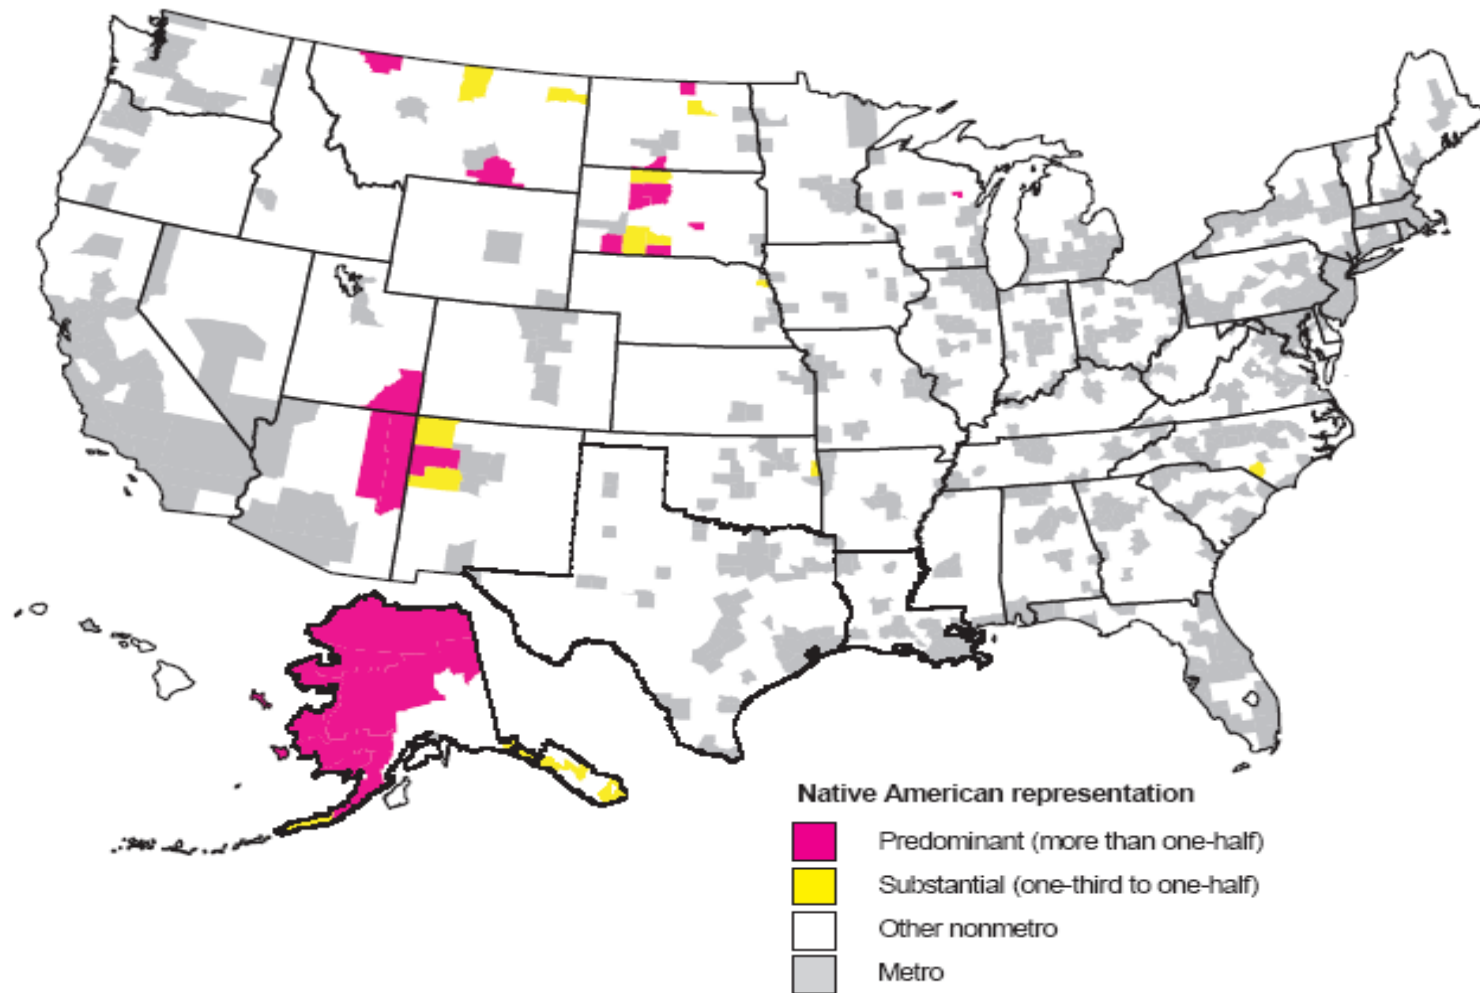 Native American representation
Predominant (more than one-half)
Substantial (one-third to one-half)
Other nonmetro
Metro